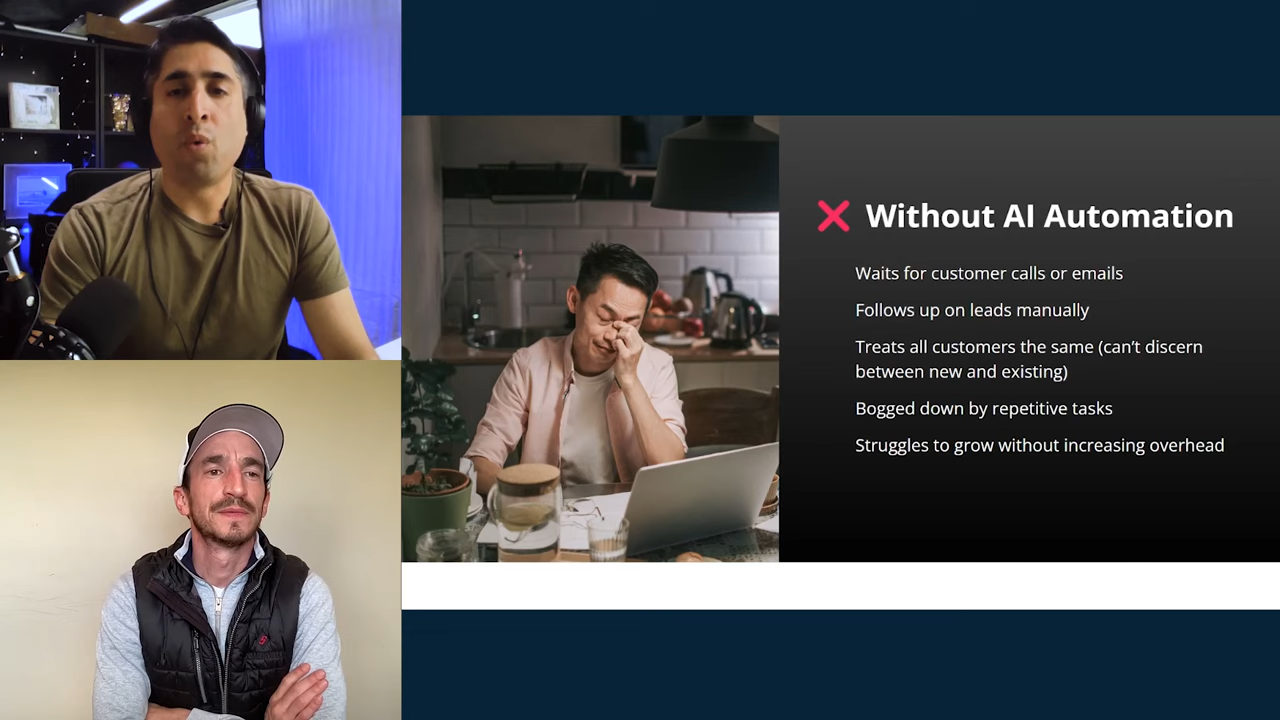 Without AI Automation
Waits for customer calls or emails
Follows up on leads manually
Treats all customers the same (can’t discern
between new and existing)
Bogged down by repetitive tasks
Struggles to grow without increasing overhead